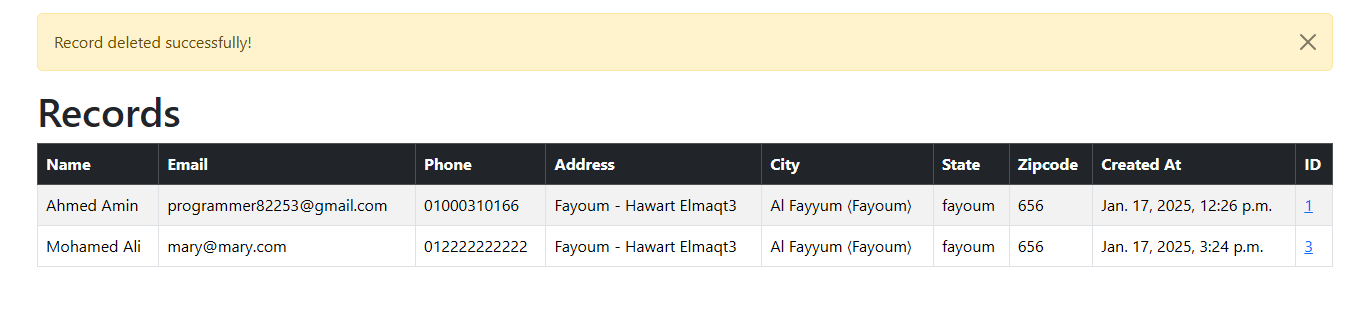 Record deleted successfully!
Records
Name Email Phone Address City State Zipcode Created At ID
Ahmed Amin programmer82253@gmail.com 01000310166 Fayoum - Hawart Elmaqt3 Al Fayyum (Fayoum) fayoum 656 Jan. 17, 2025, 12:26 p.m. 1
Mohamed Ali mary@mary.com 012222222222 Fayoum - Hawart Elmaqt3 Al Fayyum (Fayoum) fayoum 656 Jan. 17, 2025, 3:24 p.m. 3